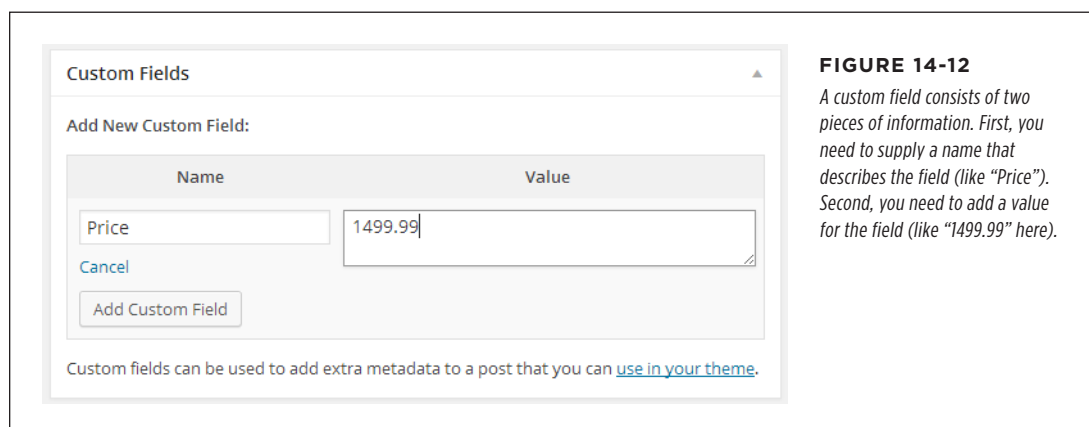 Custom Fields
Add New Custom Field:
Name
Value
Price
1499.99
Cancel
Add Custom Field
Custom fields can be used to add extra metadata to a post that you can use in your theme.
FIGURE 14-12
A custom field consists of two
pieces of information. First, you
need to supply a name that
describes the field (like “Price”).
Second, you need to add a value
for the field (like “1499.99” here).